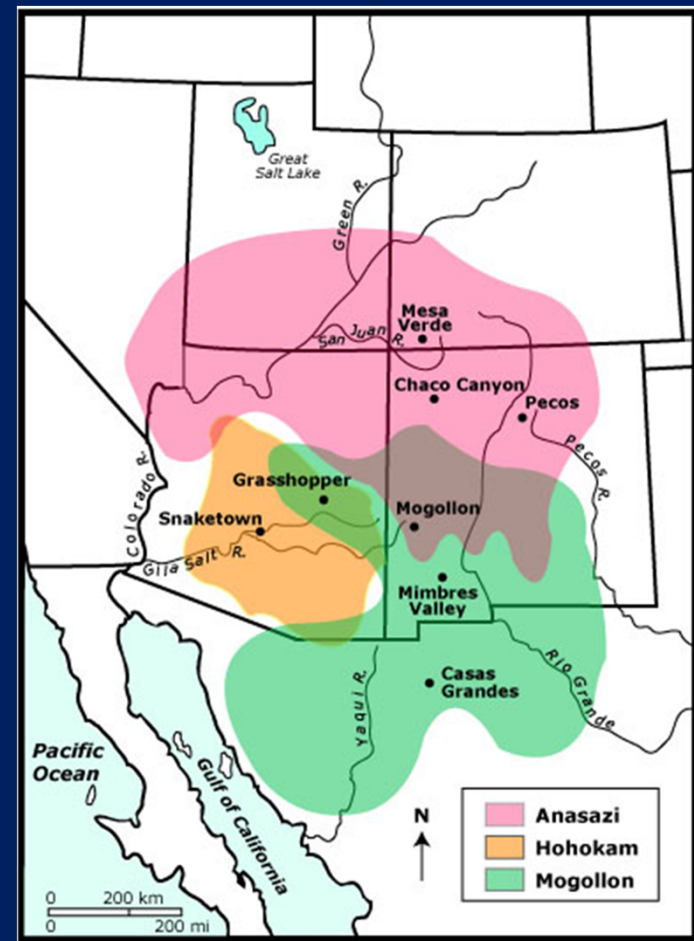 Great
Salt Lake
Green R.
Mesa
Verde
San Juan R.
Chaco Canyon
Pecos
Pecos R.
Colorado R.
Grasshopper
Mogollon
Snaketown
Gila Salt R.
Mimbres
Valley
Casas
Grandes
Yaqui R.
Rio Grande
Pacific
Ocean
Gulf of California
N
Anasazi
Hohokam
Mogollon
0 200 km
0 200 mi